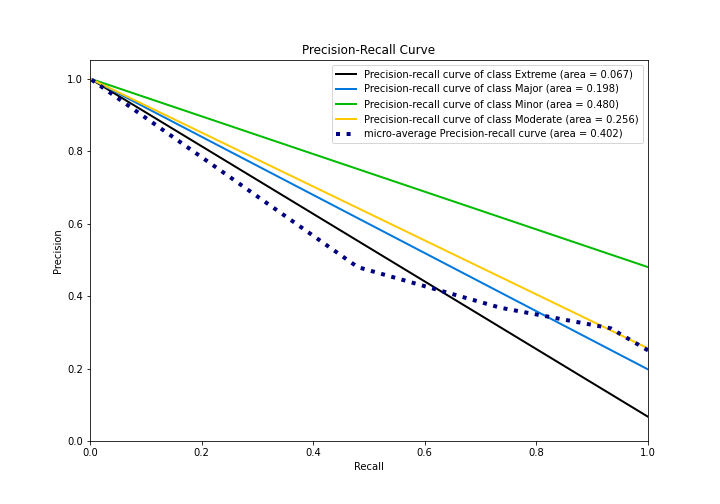 Precision-Recall Curve
Precision-recall curve of class Extreme (area = 0.067)
Precision-recall curve of class Major (area = 0.198)
Precision-recall curve of class Minor (area = 0.480)
Precision-recall curve of class Moderate (area = 0.256)
micro-average Precision-recall curve (area = 0.402)
1.0
0.8
0.6
0.4
0.2
0.0
Precision
0.0 0.2 0.4 0.6 0.8 1.0
Recall